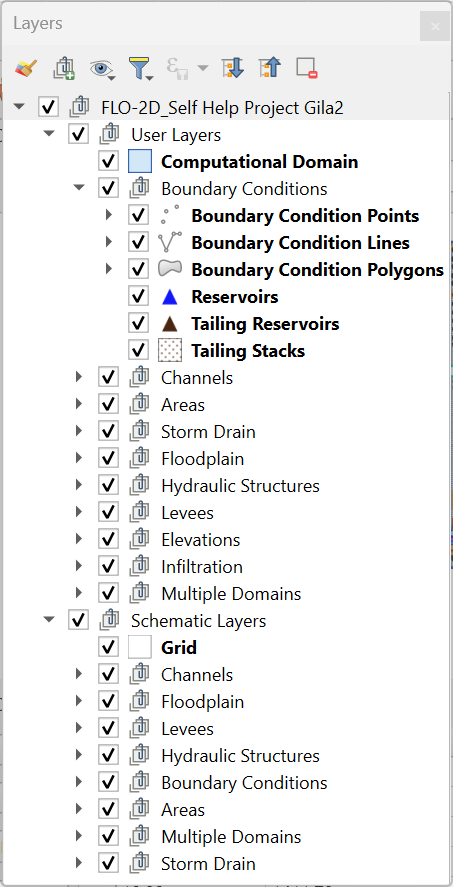 Layers
FLO-2D_Self Help Project Gila2
User Layers
Computational Domain
Boundary Conditions
Boundary Condition Points
Boundary Condition Lines
Boundary Condition Polygons
Reservoirs
Tailing Reservoirs
Tailing Stacks
Channels
Areas
Storm Drain
Floodplain
Hydraulic Structures
Levees
Elevations
Infiltration
Multiple Domains
Schematic Layers
Grid
Channels
Floodplain
Levees
Hydraulic Structures
Boundary Conditions
Areas
Multiple Domains
Storm Drain